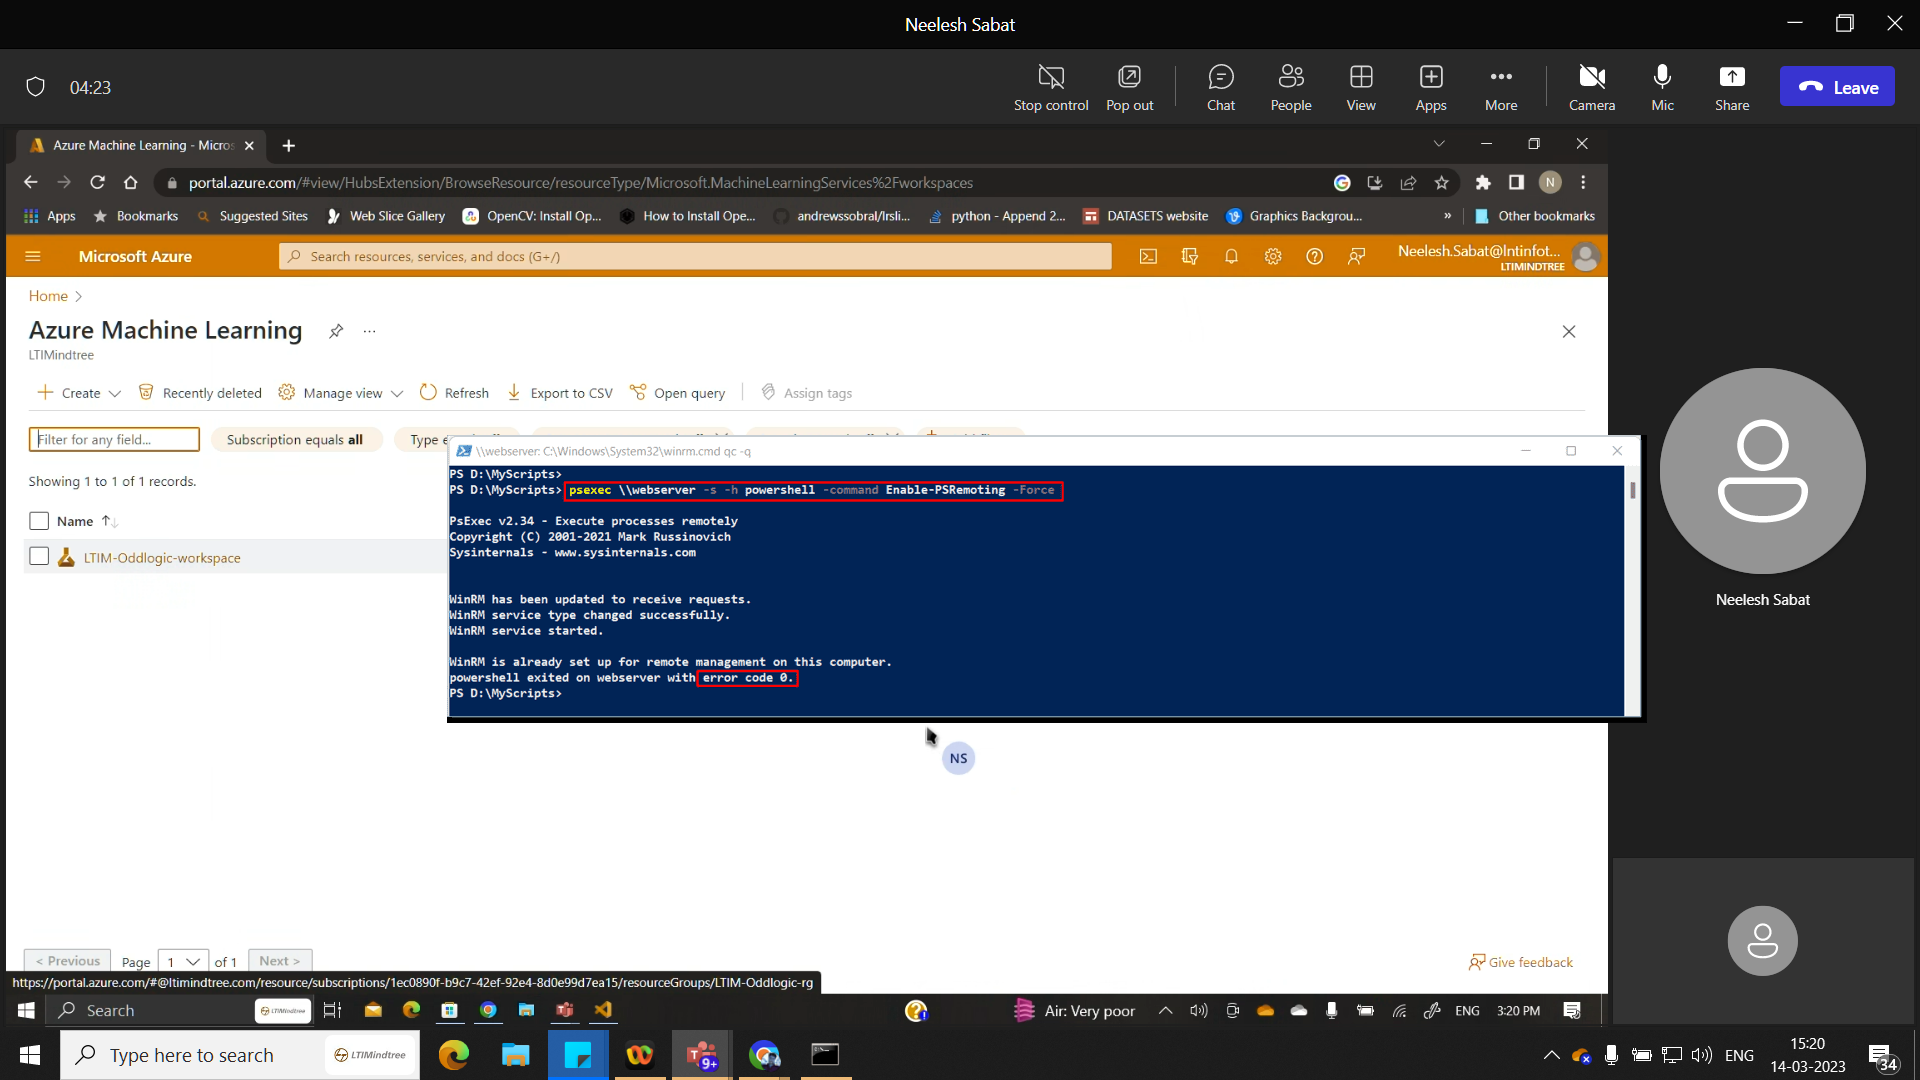 Neelesh Sabat
04:23
Stop control
Pop out
Chat
People
View
Apps
More
Camera
Mic
Share
Leave
Azure Machine Learning - Micros
portal.azure.com/#view/HubsExtension/BrowseResource/resourceType/Microsoft.MachineLearningServices%2Fworkspaces
N
Apps
Bookmarks
Suggested Sites
Web Slice Gallery
OpenCV: Install Op...
How to Install Ope...
andrewssobral/lrsli...
python - Append 2...
DATASETS website
Graphics Backgrou...
»
Other bookmarks
Microsoft Azure
Search resources, services, and docs (G+/)
Neelesh.Sabat@lntinfot...
LTIMINDTREE
Home >
Azure Machine Learning
LTIMindtree
Create
Recently deleted
Manage view
Refresh
Export to CSV
Open query
Assign tags
Filter for any field...
Subscription equals all
Type e
Showing 1 to 1 of 1 records.
Name
LTIM-Oddlogic-workspace
\\webserver: C:\Windows\System32\winrm.cmd qc -q
PS D:\MyScripts>
PS D:\MyScripts> psexec \\webserver -s -h powershell -command Enable-PSRemoting -Force
PsExec v2.34 - Execute processes remotely
Copyright (C) 2001-2021 Mark Russinovich
Sysinternals - www.sysinternals.com
WinRM has been updated to receive requests.
WinRM service type changed successfully.
WinRM service started.
WinRM is already set up for remote management on this computer.
powershell exited on webserver with error code 0.
PS D:\MyScripts>
NS
Neelesh Sabat
< Previous
Page
1
of 1
Next >
Give feedback
https://portal.azure.com/#@ltimindtree.com/resource/subscriptions/1ec0890f-b9c7-42ef-92e4-8d0e99d7ea15/resourceGroups/LTIM-Oddlogic-rg
Search
LTIMindtree
Air: Very poor
ENG
3:20 PM
Type here to search
LTIMindtree
9+
ENG
15:20
14-03-2023
34